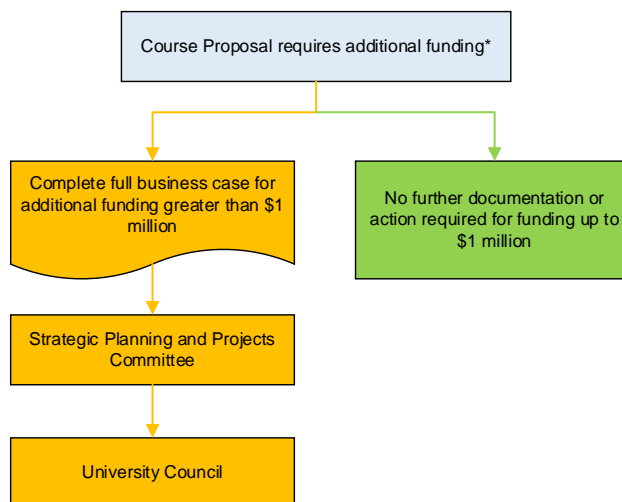 Course Proposal requires additional funding*
Complete full business case for
additional funding greater than $1
million
No further documentation or
action required for funding up to
$1 million
Strategic Planning and Projects
Committee
University Council